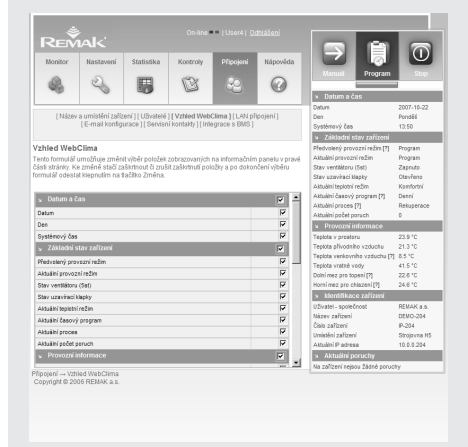 REMAK
On-line | [User4] Odhlášení
Monitor Nastavení Statistika Kontroly Připojení Nápověda
[ Název a umístění zařízení ] [ Uživatelé ] [ Vzhled WebClima ] [ LAN připojení ]
[ E-mail konfigurace ] [ Servisní kontakty ] [ Integrace s BMS ]
Vzhled WebClima
Tento formulář umožňuje změnit výběr položek zobrazovaných na informačním panelu v pravé
části stránky. Ke změně stačí zaškrtnout či zrušit zaškrtnutí položky a po dokončení výběru
formulář odeslat klepnutím na tlačítko Změna.
Datum a čas
Datum
Den
Systémový čas
Základní stav zařízení
Předvolený provozní režim
Aktuální provozní režim
Stav ventilátoru (5st)
Stav uzavírací klapky
Aktuální teplotní režim
Aktuální časový program
Aktuální proces
Aktuální počet poruch
Provozní informace
Připojení → Vzhled WebClima
Copyright © 2006 REMAK a.s.
Manuál Program Stop
Datum a čas
Datum 2007-10-22
Den Pondělí
Systémový čas 13:50
Základní stav zařízení
Předvolený provozní režim [?] Program
Aktuální provozní režim Program
Stav ventilátoru (5st) Zapnuto
Stav uzavírací klapky Otevřeno
Aktuální teplotní režim Komfortní
Aktuální časový program [?] Denní
Aktuální proces [?] Rekuperace
Aktuální počet poruch 0
Provozní informace
Teplota v prostoru 23.9 °C
Teplota přívodního vzduchu 21.3 °C
Teplota venkovního vzduchu [?] 8.5 °C
Teplota vratné vody 41.5 °C
Dolní mez pro topení [?] 22.6 °C
Horní mez pro chlazení [?] 24.6 °C
Identifikace zařízení
Uživatel - společnost REMAK a.s.
Název zařízení DEMO-204
Číslo zařízení IP-204
Umístění zařízení Strojovna H5
Aktuální IP adresa 10.0.0.204
Aktuální poruchy
Na zařízení nejsou žádné poruchy